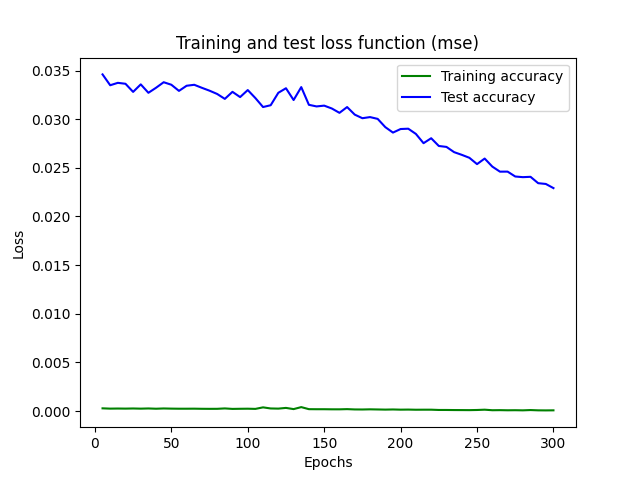 Training and test loss function (mse)
Training accuracy
Test accuracy
0.035
0.030
0.025
0.020
0.015
0.010
0.005
0.000
Loss
0 50 100 150 200 250 300
Epochs